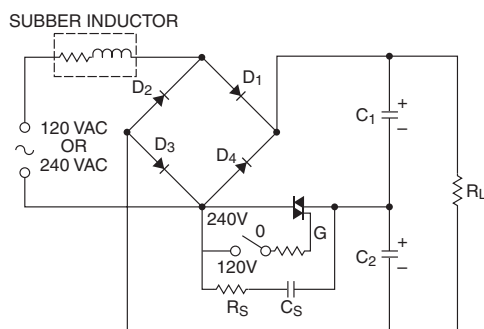 SUBBER INDUCTOR
D2
D1
120 VAC
OR
240 VAC
D3
D4
C1
+
–
RL
240V
0
G
120V
C2
+
–
RS
CS